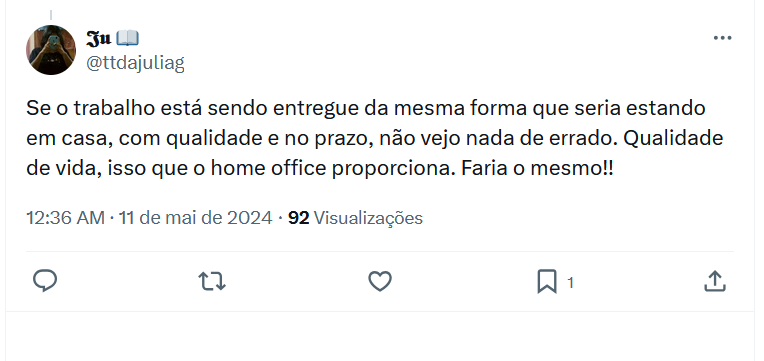 𝕵𝖚 📖
@ttdajuliag
Se o trabalho está sendo entregue da mesma forma que seria estando
em casa, com qualidade e no prazo, não vejo nada de errado. Qualidade
de vida, isso que o home office proporciona. Faria o mesmo!!
12:36 AM · 11 de mai de 2024 · 92 Visualizações
1